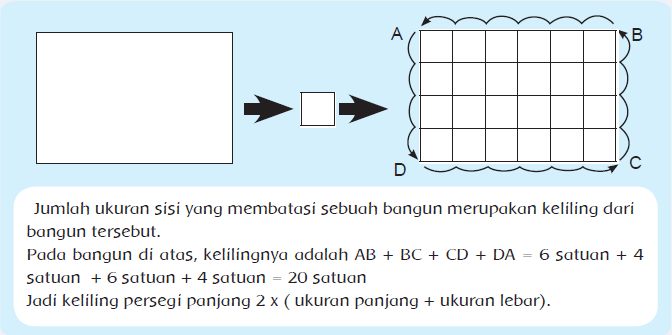 A
B
D
C
Jumlah ukuran sisi yang membatasi sebuah bangun merupakan keliling dari
bangun tersebut.
Pada bangun di atas, kelilingnya adalah AB + BC + CD + DA = 6 satuan + 4
satuan + 6 satuan + 4 satuan = 20 satuan
Jadi keliling persegi panjang 2 x ( ukuran panjang + ukuran lebar).